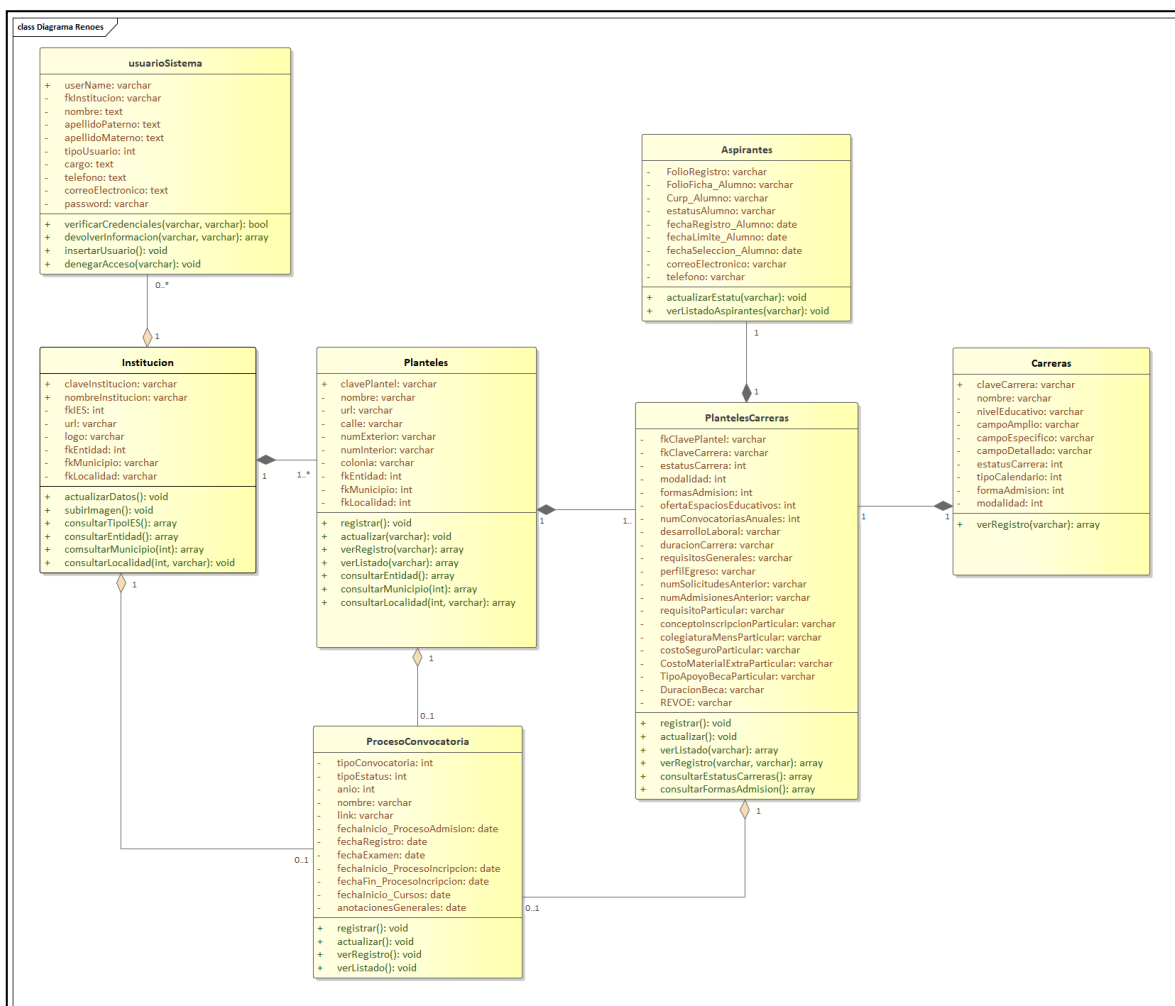 class Diagrama Renoes
usuarioSistema
+ userName: varchar
- fkInstitucion: varchar
- nombre: text
- apellidoPaterno: text
- apellidoMaterno: text
- tipoUsuario: int
- cargo: text
- telefono: text
- correoElectronico: text
- password: varchar
+ verificarCredenciales(varchar, varchar): bool
+ devolverInformacion(varchar, varchar): array
+ insertarUsuario(): void
+ denegarAcceso(varchar): void
0..*
1
Institucion
+ claveInstitucion: varchar
+ nombreInstitucion: varchar
- fkIES: int
- url: varchar
- logo: varchar
- fkEntidad: int
- fkMunicipio: varchar
- fkLocalidad: varchar
+ actualizarDatos(): void
+ subirImagen(): void
+ consultarTipoIES(): array
+ consultarEntidad(): array
+ comsultarMunicipio(int): array
+ consultarLocalidad(int, varchar): void
1
1..*
1
Planteles
+ clavePlantel: varchar
- nombre: varchar
- url: varchar
- calle: varchar
- numExterior: varchar
- numInterior: varchar
- colonia: varchar
- fkEntidad: int
- fkMunicipio: int
- fkLocalidad: int
+ registrar(): void
+ actualizar(varchar): void
+ verRegistro(varchar): array
+ verListado(varchar): array
+ consultarEntidad(): array
+ consultarMunicipio(int): array
+ consultarLocalidad(int, varchar): array
1
1..
1
0..1
Aspirantes
- FolioRegistro: varchar
- FolioFicha_Alumno: varchar
- Curp_Alumno: varchar
- estatusAlumno: varchar
- fechaRegistro_Alumno: date
- fechaLimite_Alumno: date
- fechaSeleccion_Alumno: date
- correoElectronico: varchar
- telefono: varchar
+ actualizarEstatu(varchar): void
+ verListadoAspirantes(varchar): void
1
1
PlantelesCarreras
- fkClavePlantel: varchar
- fkClaveCarrera: varchar
- estatusCarrera: int
- modalidad: int
- formasAdmision: int
- ofertaEspaciosEducativos: int
- numConvocatoriasAnuales: int
- desarrolloLaboral: varchar
- duracionCarrera: varchar
- requisitosGenerales: varchar
- perfilEgreso: varchar
- numSolicitudesAnterior: varchar
- numAdmisionesAnterior: varchar
- requisitoParticular: varchar
- conceptoInscripcionParticular: varchar
- colegiaturaMensParticular: varchar
- costoSeguroParticular: varchar
- CostoMaterialExtraParticular: varchar
- TipoApoyoBecaParticular: varchar
- DuracionBeca: varchar
- REVOE: varchar
+ registrar(): void
+ actualizar(): void
+ verListado(varchar): array
+ verRegistro(varchar, varchar): array
+ consultarEstatusCarreras(): array
+ consultarFormasAdmision(): array
1
1
1
Carreras
+ claveCarrera: varchar
- nombre: varchar
- nivelEducativo: varchar
- campoAmplio: varchar
- campoEspecifico: varchar
- campoDetallado: varchar
- estatusCarrera: int
- tipoCalendario: int
- formaAdmision: int
- modalidad: int
+ verRegistro(varchar): array
ProcesoConvocatoria
- tipoConvocatoria: int
- tipoEstatus: int
- anio: int
- nombre: varchar
- link: varchar
- fechaInicio_ProcesoAdmision: date
- fechaRegistro: date
- fechaExamen: date
- fechaInicio_ProcesoIncripcion: date
- fechaFin_ProcesoIncripcion: date
- fechaInicio_Cursos: date
- anotacionesGenerales: date
+ registrar(): void
+ actualizar(): void
+ verRegistro(): void
+ verListado(): void
0..1
0..1